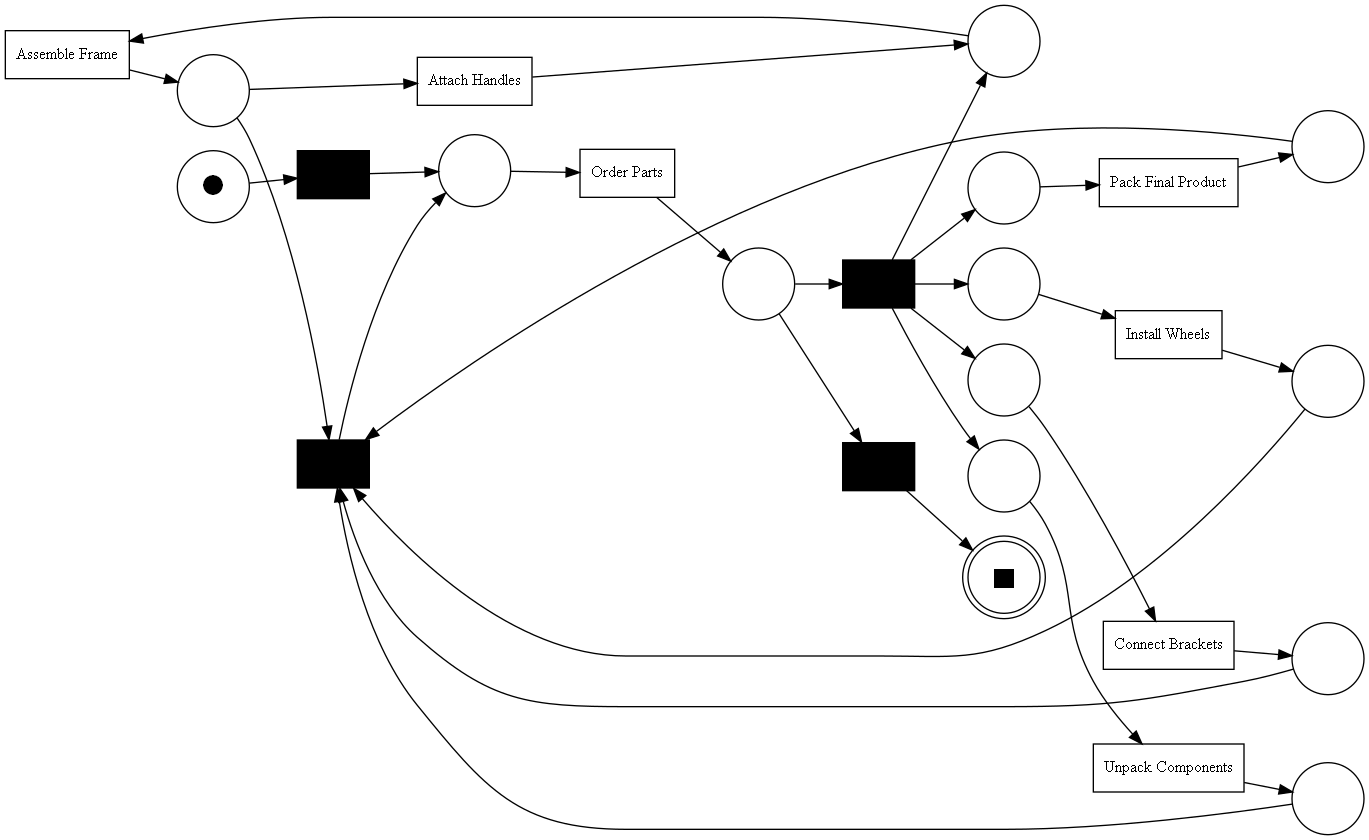 Assemble Frame
Attach Handles
Order Parts
Pack Final Product
Install Wheels
Connect Brackets
Unpack Components